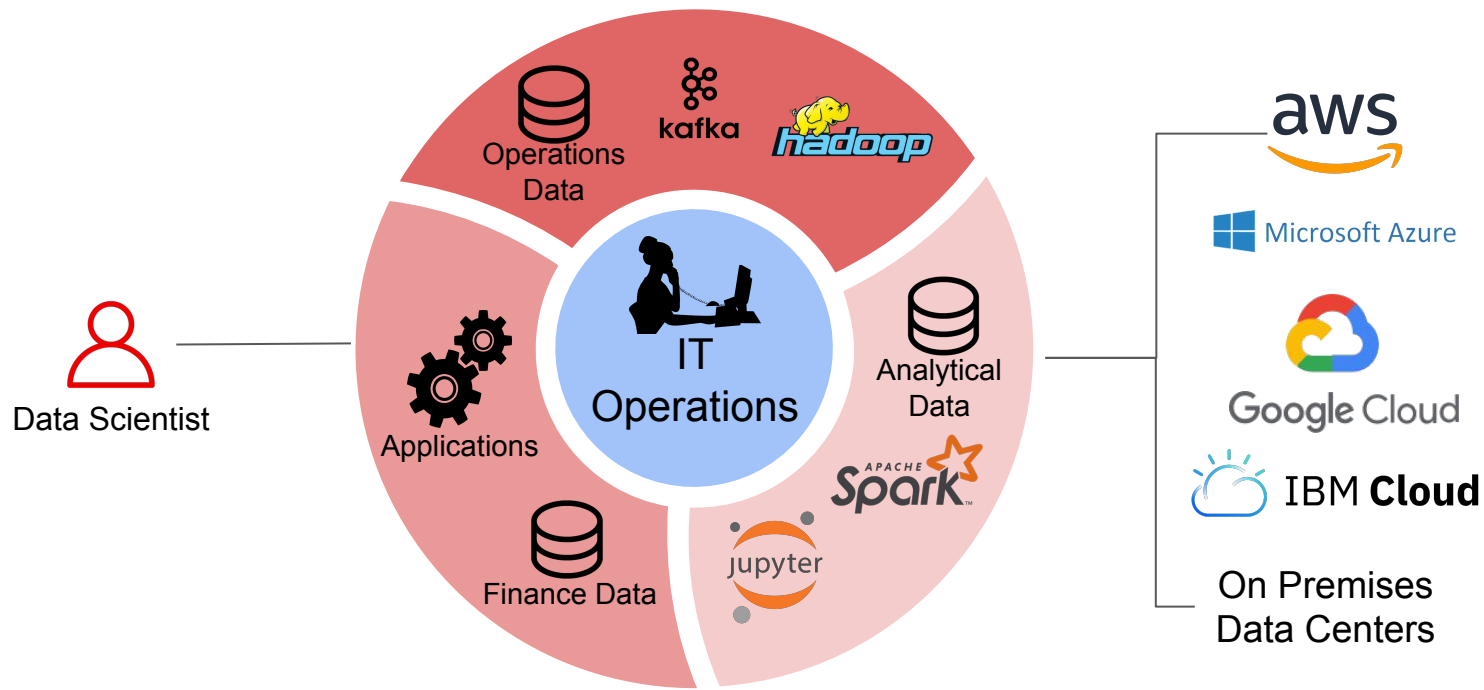 Data Scientist
Operations
Data
kafka
hadoop
Applications
Finance Data
IT
Operations
Analytical
Data
APACHE
Spark™
jupyter
aws
Microsoft Azure
Google Cloud
IBM Cloud
On Premises
Data Centers